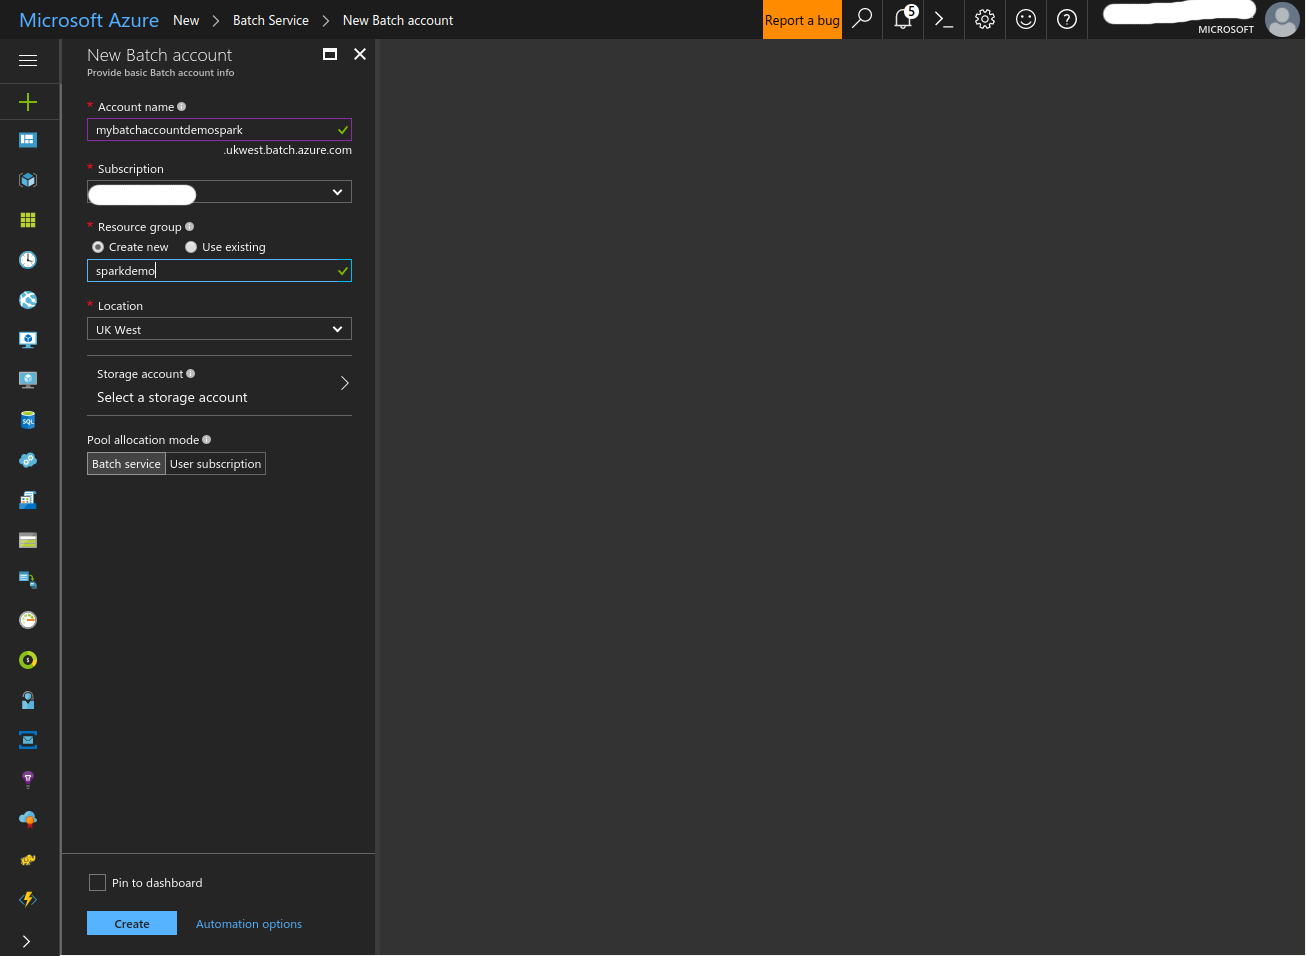 Microsoft Azure New > Batch Service > New Batch account Report a bug 5 >_ ?
MICROSOFT
New Batch account
Provide basic Batch account info
* Account name
mybatchaccountdemospark
.ukwest.batch.azure.com
* Subscription
* Resource group
Create new Use existing
sparkdemo
* Location
UK West
Storage account
Select a storage account
SQL
Pool allocation mode
Batch service User subscription
Pin to dashboard
Create Automation options